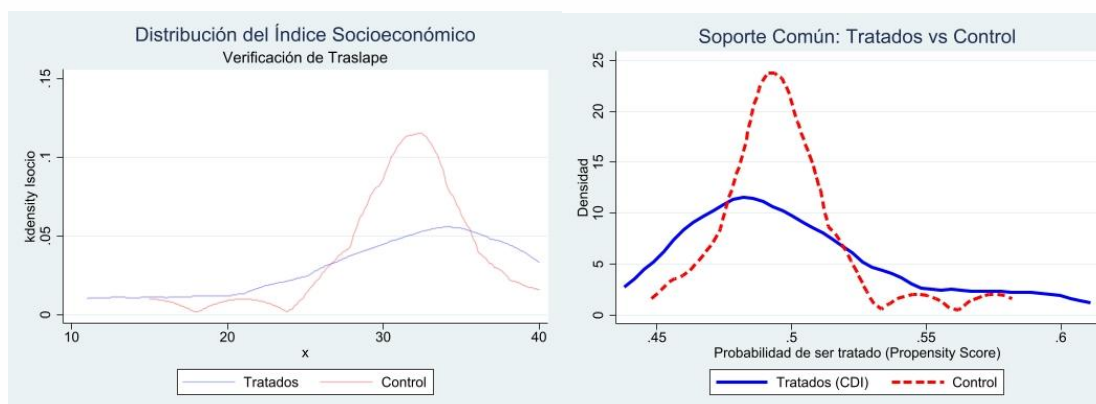 Distribución del Índice Socioeconómico
Verificación de Traslape
kdensity Isocio
.15
.1
.05
0
10
20
30
40
x
Tratados
Control
Soporte Común: Tratados vs Control
Densidad
25
20
15
10
5
0
.45
.5
.55
.6
Probabilidad de ser tratado (Propensity Score)
Tratados (CDI)
Control